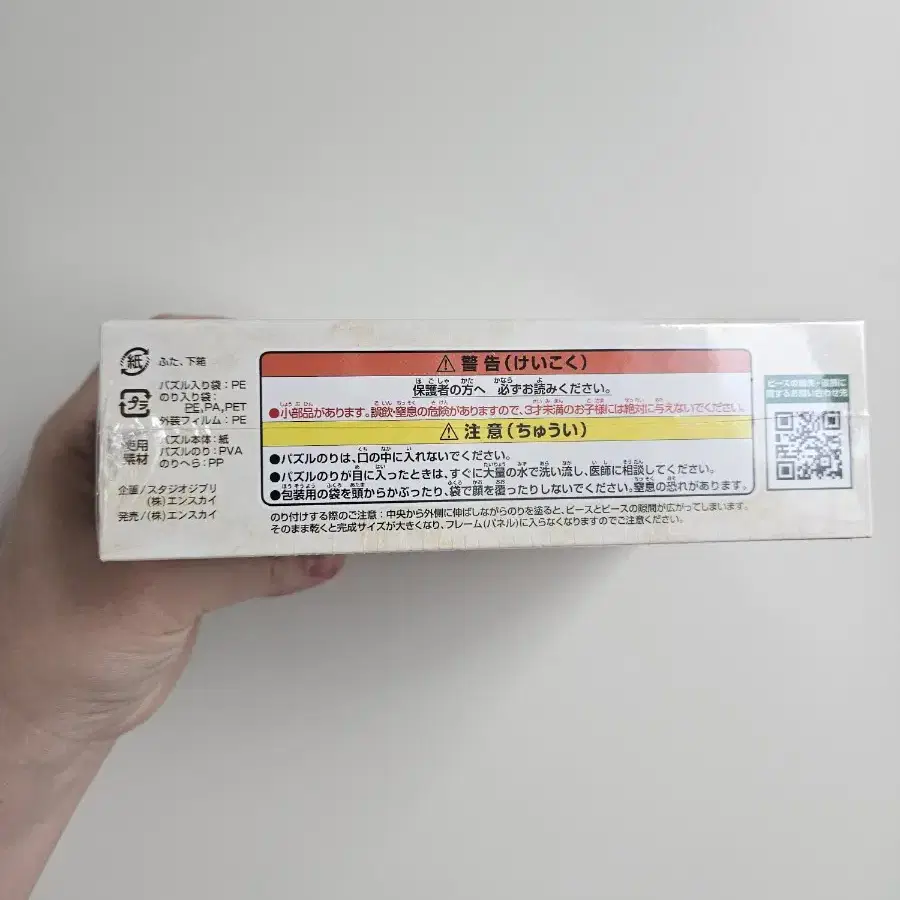 紙 ふた、下箱
プラ パズル入り袋：PE
のり入り袋：
PE,PA,PET
外装フィルム：PE
使用素材 パズル本体：紙
パズルのり：PVA
のりへら：PP
企画／スタジオジブリ
(株)エンスカイ
発売／(株)エンスカイ
⚠ 警告(けいこく)
保護者の方へ 必ずお読みください。
●小部品があります。誤飲・窒息の危険がありますので、3才未満のお子様には絶対に与えないでください。
⚠ 注意(ちゅうい)
●パズルのりは、口の中に入れないでください。
●パズルのりが目に入ったときは、すぐに大量の水で洗い流し、医師に相談してください。
●包装用の袋を頭からかぶったり、袋で顔を覆ったりしないでください。窒息の恐れがあります。
のり付けする際のご注意：中央から外側に伸ばしながらのりを塗ると、ピースとピースの隙間が広がってしまいます。
そのまま乾くと完成サイズが大きくなり、フレーム(パネル)に入らなくなりますのでご注意ください。
ピースの紛失・返品に
関するお問い合わせ先